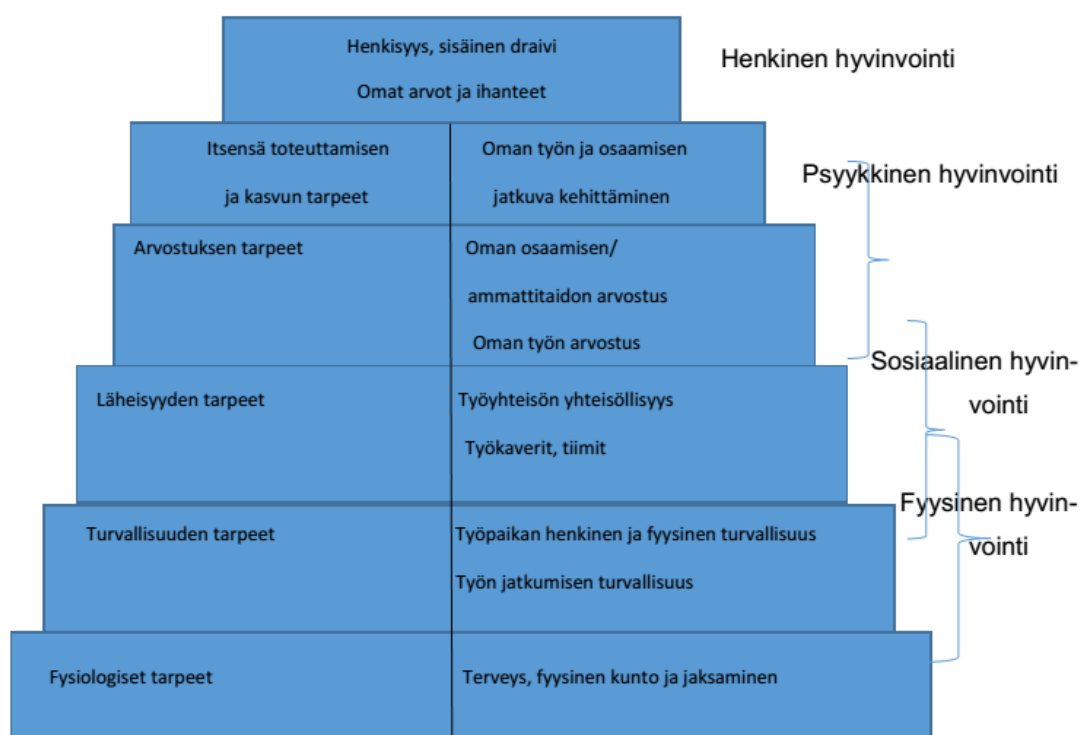 Henkisyys, sisäinen draivi
Omat arvot ja ihanteet
Henkinen hyvinvointi
Itsensä toteuttamisen
ja kasvun tarpeet
Oman työn ja osaamisen
jatkuva kehittäminen
Psyykkinen hyvinvointi
Arvostuksen tarpeet
Oman osaamisen/
ammattitaidon arvostus
Oman työn arvostus
Sosiaalinen hyvin-
vointi
Läheisyyden tarpeet
Työyhteisön yhteisöllisyys
Työkaverit, tiimit
Fyysinen hyvin-
vointi
Turvallisuuden tarpeet
Työpaikan henkinen ja fyysinen turvallisuus
Työn jatkumisen turvallisuus
Fysiologiset tarpeet
Terveys, fyysinen kunto ja jaksaminen